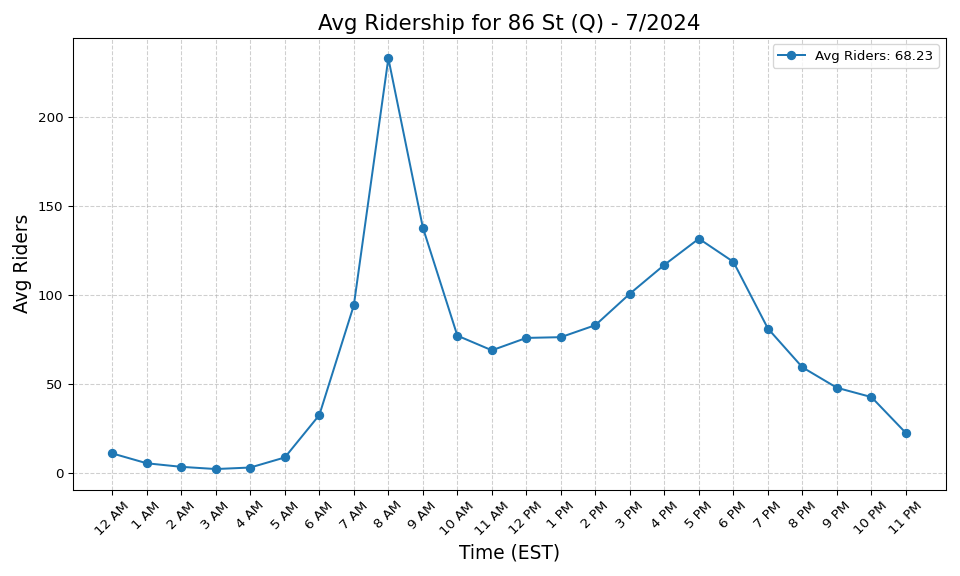 Avg Ridership for 86 St (Q) - 7/2024
Avg Riders: 68.23
200
150
100
50
0
Avg Riders
12 AM
1 AM
2 AM
3 AM
4 AM
5 AM
6 AM
7 AM
8 AM
9 AM
10 AM
11 AM
12 PM
1 PM
2 PM
3 PM
4 PM
5 PM
6 PM
7 PM
8 PM
9 PM
10 PM
11 PM
Time (EST)